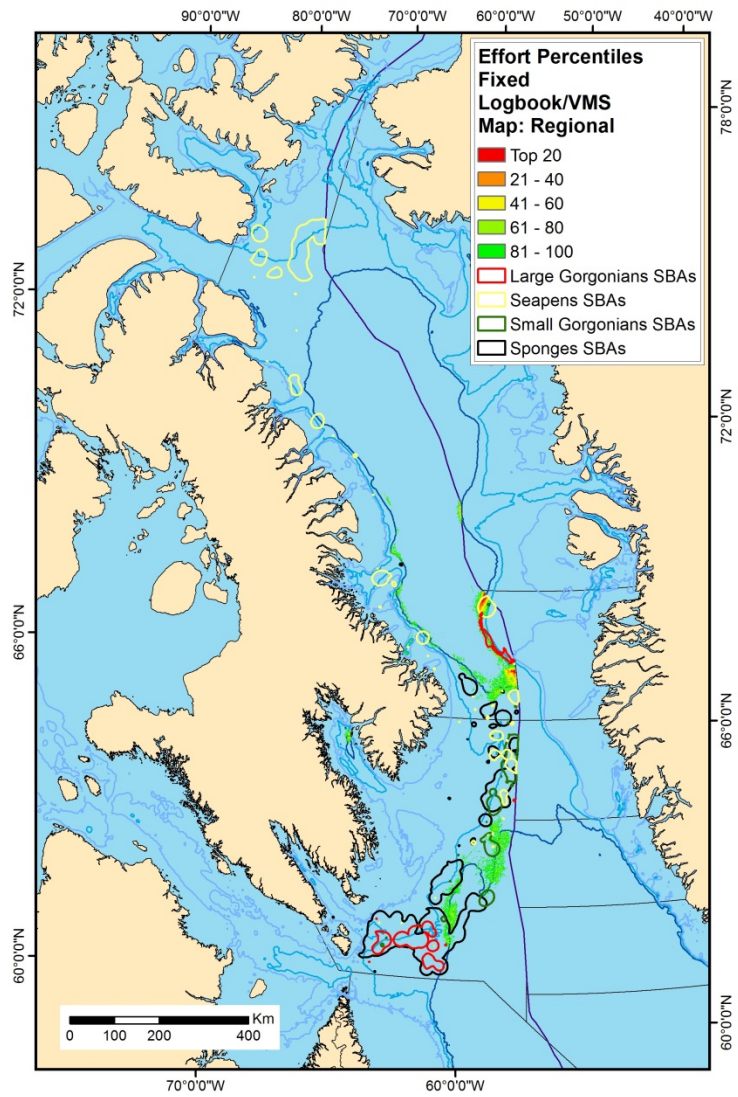 90°0'0"W 80°0'0"W 70°0'0"W 60°0'0"W 50°0'0"W 40°0'0"W
Effort Percentiles
Fixed
Logbook/VMS
Map: Regional
Top 20
21 - 40
41 - 60
61 - 80
81 - 100
Large Gorgonians SBAs
Seapens SBAs
Small Gorgonians SBAs
Sponges SBAs
78°0'0"N
72°0'0"N
72°0'0"N
66°0'0"N
66°0'0"N
60°0'0"N
60°0'0"N
Km
0 100 200 400
70°0'0"W 60°0'0"W